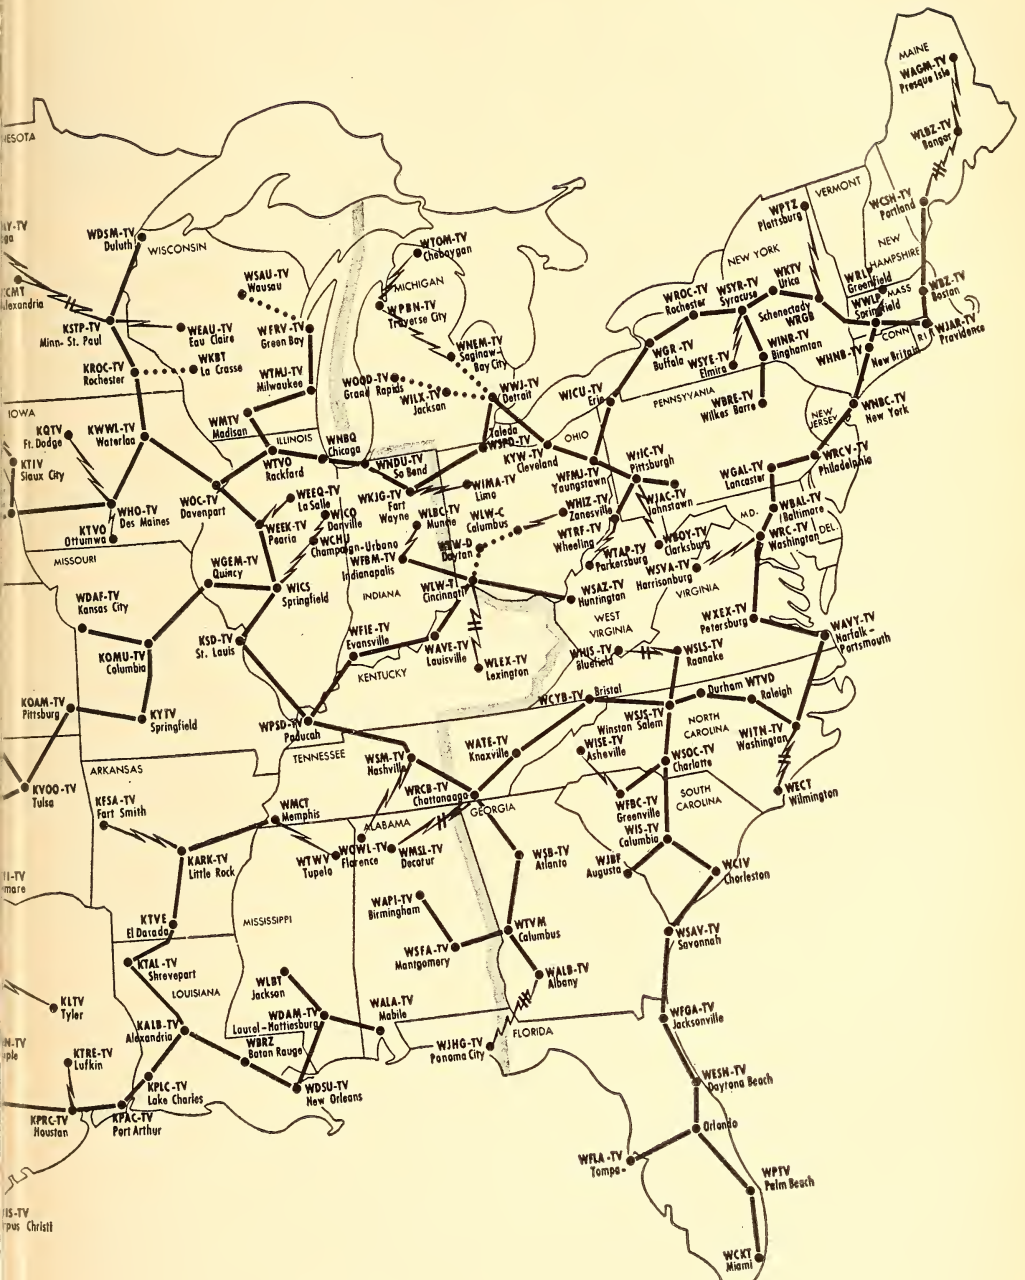 MAINE
WAGM-TV
Presque Isle
WLBZ-TV
Bangor
NESOTA
VERMONT
WPTZ
Plattsburg
WCSH-TV
Portland
WDSM-TV
Duluth
WISCONSIN
WTOM-TV
Cheboygan
NEW
HAMPSHIRE
NEW YORK
WSAU-TV
Wausau
MICHIGAN
WPBN-TV
Traverse City
WROC-TV
Rochester
WSYR-TV
Syracuse
WKTV
Utica
WRLP
Greenfield
MASS
WBZ-TV
Boston
KCMT
Alexandria
KSTP-TV
Minn- St. Paul
WEAU-TV
Eau Claire
WFRV-TV
Green Bay
Schenectady
WRGB
WWLP
Springfield
CONN
R I
WJAR-TV
Providence
WKBT
La Crosse
KROC-TV
Rochester
WNEM-TV
Saginaw-
Bay City
WGR-TV
Buffalo
WSYE-TV
Elmira
WINR-TV
Binghamton
WHNB-TV
New Britain
WTMJ-TV
Milwaukee
WOOD-TV
Grand Rapids
WILX-TV
Jackson
WWJ-TV
Detroit
WICU-TV
Erie
PENNSYLVANIA
WBRE-TV
Wilkes Barre
WNBC-TV
New York
NEW
JERSEY
IOWA
KQTV
Ft. Dodge
KWWL-TV
Waterloo
WMTV
Madison
ILLINOIS
WNBQ
Chicago
Toledo
WSPD-TV
OHIO
KYW-TV
Cleveland
WFMJ-TV
Youngstown
WIIC-TV
Pittsburgh
WGAL-TV
Lancaster
WRCV-TV
Philadelphia
KTIV
Sioux City
WTVO
Rockford
WNDU-TV
So Bend
WOC-TV
Davenport
WKJG-TV
Fort
Wayne
WIMA-TV
Lima
WJAC-TV
Johnstown
WHO-TV
Des Moines
WEEQ-TV
La Salle
WEEK-TV
Peoria
WICD
Danville
WCHU
Champaign-Urbana
WLBC-TV
Muncie
WLW-C
Columbus
WHIZ-TV
Zanesville
WTRF-TV
Wheeling
MD.
WBAL-TV
Baltimore
WRC-TV
Washington
DEL.
KTVO
Ottumwa
WLW-D
Dayton
WFBM-TV
Indianapolis
WTAP-TV
Parkersburg
WBOY-TV
Clarksburg
WSVA-TV
Harrisonburg
MISSOURI
WGEM-TV
Quincy
WICS
Springfield
INDIANA
WLW-T
Cincinnati
WSAZ-TV
Huntington
VIRGINIA
WDAF-TV
Kansas City
WEST
VIRGINIA
WXEX-TV
Petersburg
WAVY-TV
Norfolk -
Portsmouth
KSD-TV
St. Louis
WFIE-TV
Evansville
WAVE-TV
Louisville
WLEX-TV
Lexington
WHIS-TV
Bluefield
WSLS-TV
Roanoke
KOMU-TV
Columbia
KENTUCKY
KOAM-TV
Pittsburg
KYTV
Springfield
WPSD-TV
Paducah
WCYB-TV
Bristol
Durham
WTVD
Raleigh
WSJS-TV
Winston Salem
NORTH
CAROLINA
WITN-TV
Washington
TENNESSEE
WSM-TV
Nashville
WATE-TV
Knoxville
WISE-TV
Asheville
WSOC-TV
Charlotte
ARKANSAS
KVOO-TV
Tulsa
KFSA-TV
Fort Smith
WMCT
Memphis
WRCB-TV
Chattanooga
GEORGIA
WFBC-TV
Greenville
SOUTH
CAROLINA
WECT
Wilmington
ALABAMA
WIS-TV
Columbia
KARK-TV
Little Rock
WTWV
Tupelo
WOWL-TV
Florence
WMSL-TV
Decatur
WSB-TV
Atlanta
WJBF
Augusta
WCIV
Charleston
KTVE
El Dorado
MISSISSIPPI
WAPI-TV
Birmingham
WTVM
Columbus
WSAV-TV
Savannah
WSFA-TV
Montgomery
KTAL-TV
Shreveport
LOUISIANA
WLBT
Jackson
WALB-TV
Albany
KLTV
Tyler
WDAM-TV
Laurel-Hattiesburg
WALA-TV
Mobile
WFGA-TV
Jacksonville
KALB-TV
Alexandria
FLORIDA
WJHG-TV
Panama City
KTRE-TV
Lufkin
WBRZ
Baton Rouge
KPLC-TV
Lake Charles
WDSU-TV
New Orleans
WESH-TV
Daytona Beach
KPRC-TV
Houston
KPAC-TV
Port Arthur
Orlando
WFLA-TV
Tampa-
WPTV
Palm Beach
IS-TV
rpus Christi
WCKT
Miami